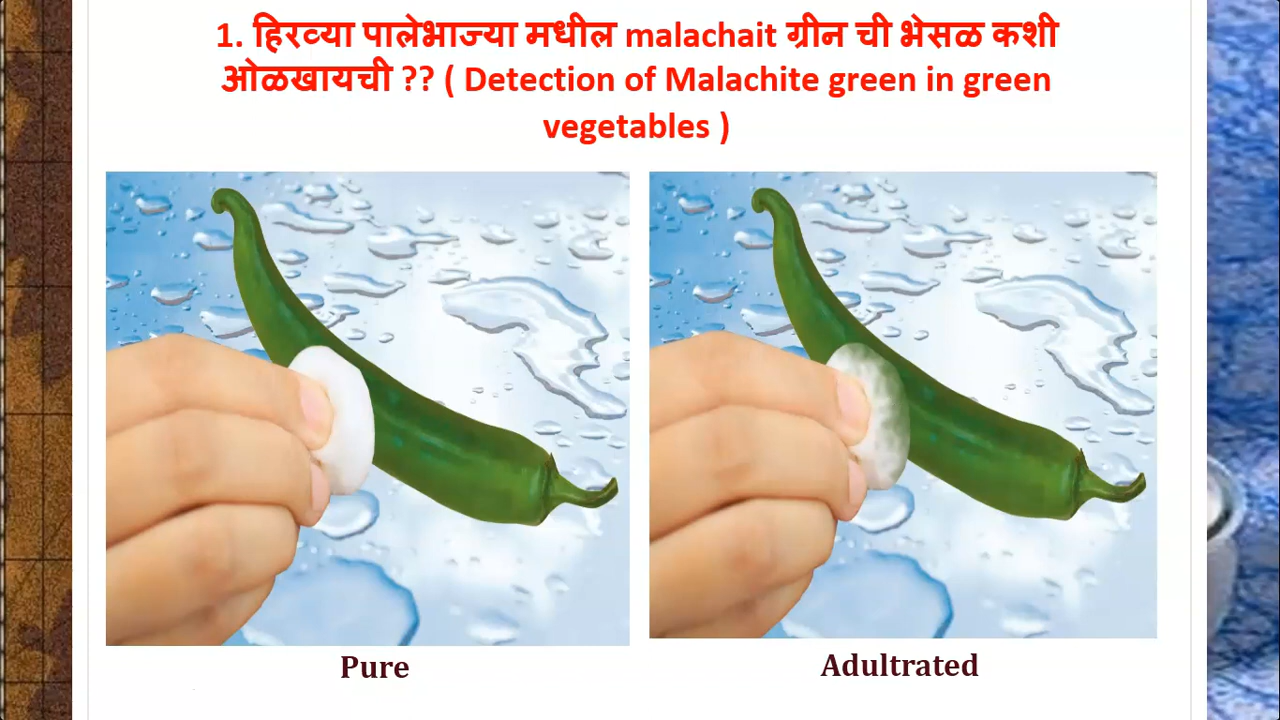 1. हिरव्या पालेभाज्या मधील malachait ग्रीन ची भेसळ कशी
ओळखायची ?? ( Detection of Malachite green in green
vegetables )
Pure
Adultrated